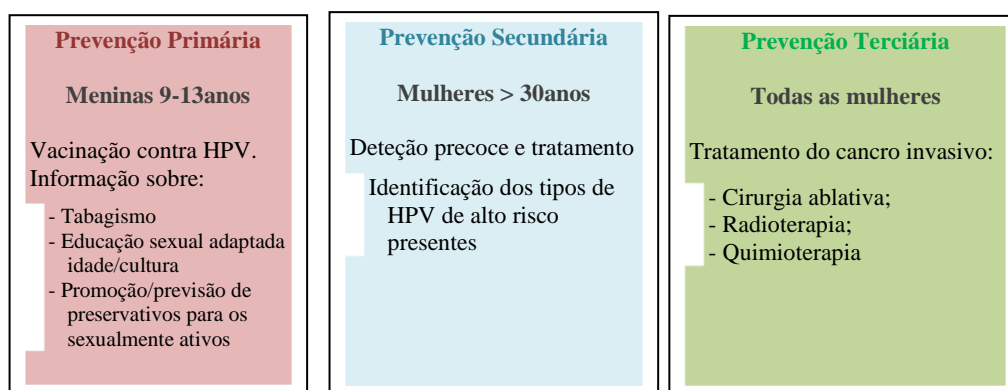 Prevenção Primária
Meninas 9-13anos
Vacinação contra HPV.
Informação sobre:
- Tabagismo
- Educação sexual adaptada
idade/cultura
- Promoção/previsão de
preservativos para os
sexualmente ativos
Prevenção Secundária
Mulheres > 30anos
Deteção precoce e tratamento
Identificação dos tipos de
HPV de alto risco
presentes
Prevenção Terciária
Todas as mulheres
Tratamento do cancro invasivo:
- Cirurgia ablativa;
- Radioterapia;
- Quimioterapia